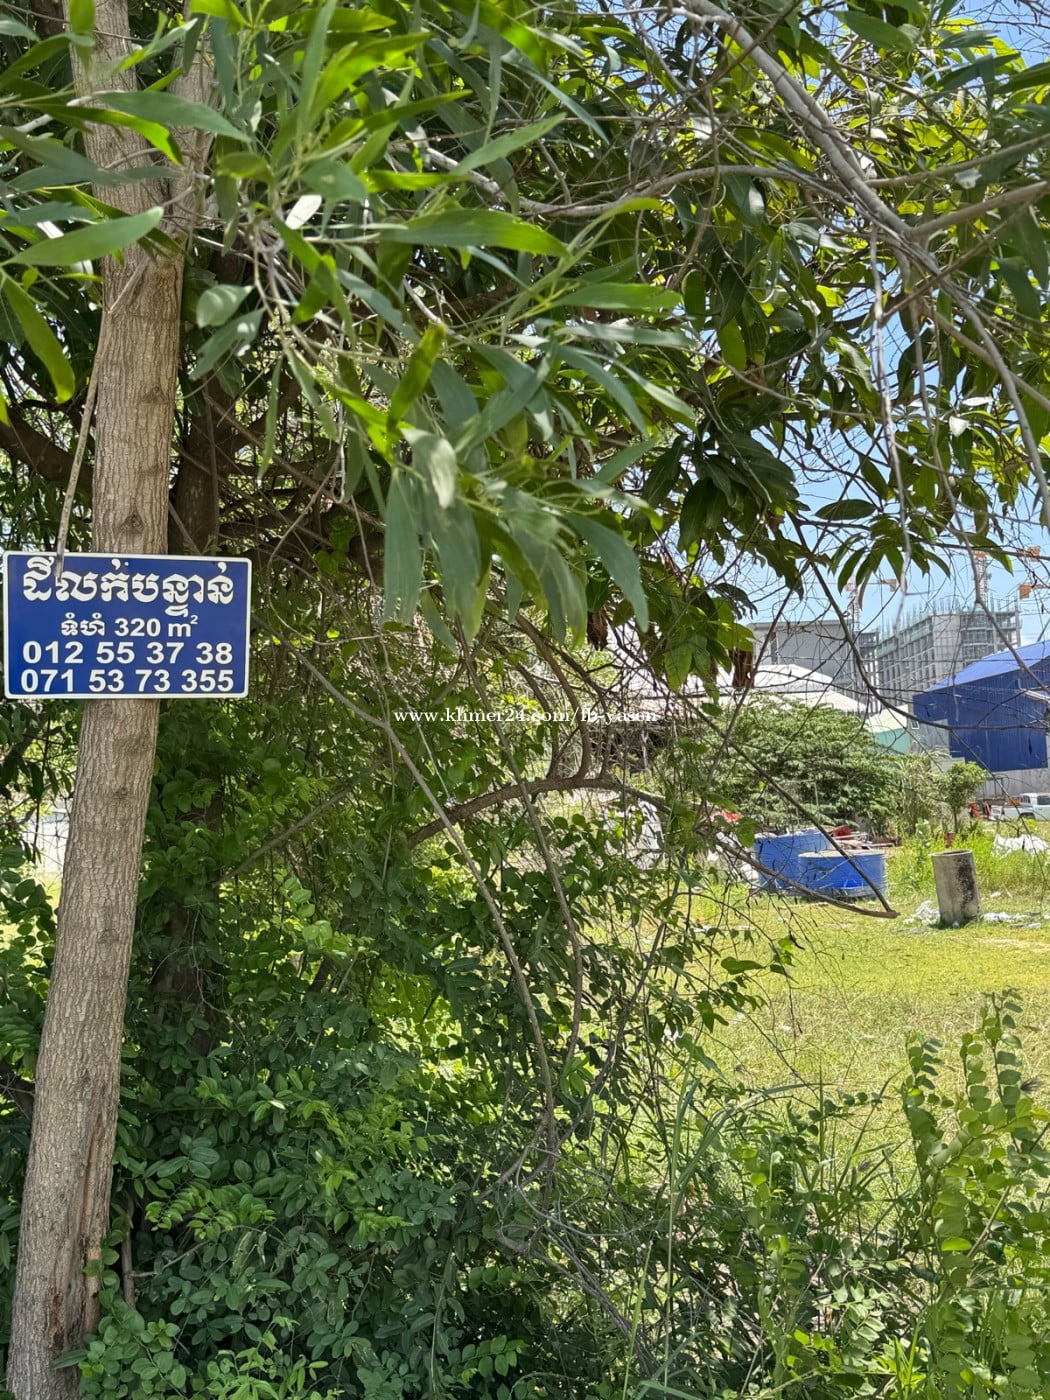 ដីលក់បន្ទាន់
ទំហំ 320 m²
012 55 37 38
071 53 73 355
www.khmer24.com/fb-yasen